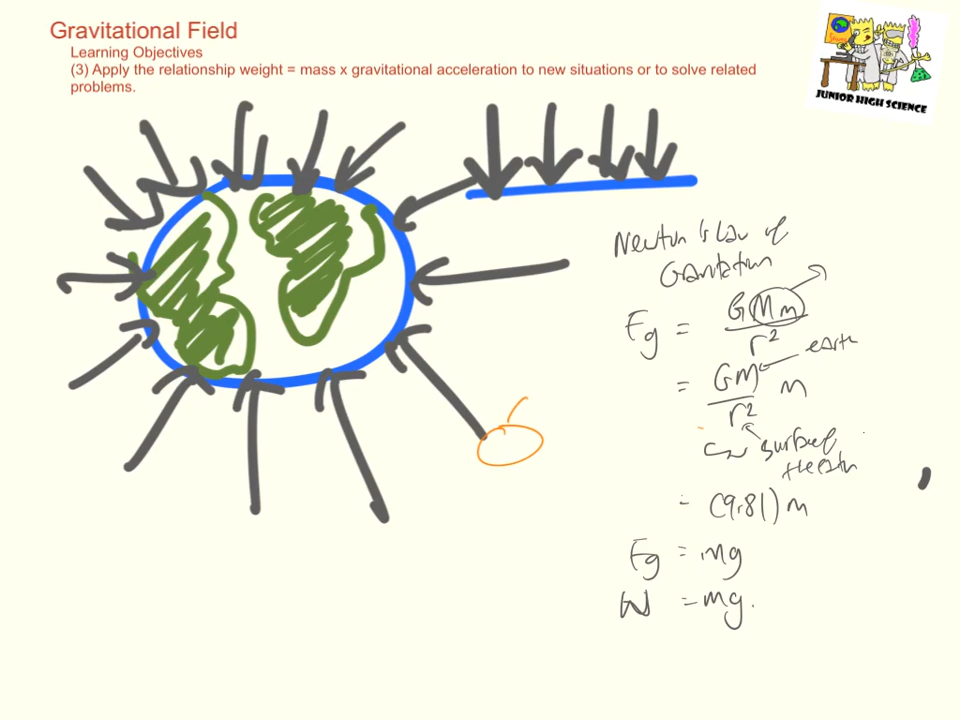 Gravitational Field
Learning Objectives
(3) Apply the relationship weight = mass x gravitational acceleration to new situations or to solve related
problems.
JUNIOR HIGH SCIENCE
Newton's Law of
Gravitation
Fg = GMm
r²
= GM m
r²
earth
surface of
the earth
= (9.81) m
Fg = mg
W = mg.